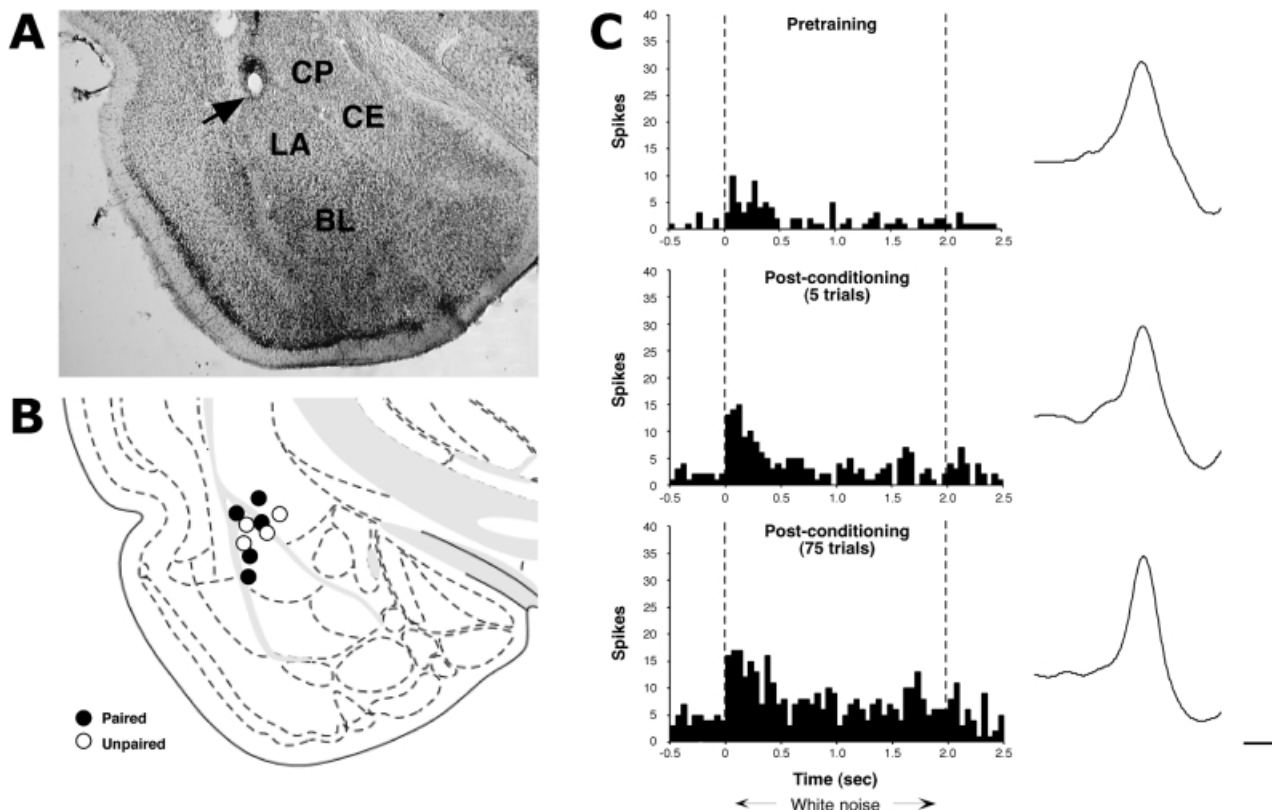 A
CP
CE
LA
BL
B
Paired
Unpaired
C
Pretraining
Spikes
40
35
30
25
20
15
10
5
0
-0.5 0 0.5 1.0 1.5 2.0 2.5
Post-conditioning
(5 trials)
Spikes
40
35
30
25
20
15
10
5
0
-0.5 0 0.5 1.0 1.5 2.0 2.5
Post-conditioning
(75 trials)
Spikes
40
35
30
25
20
15
10
5
0
-0.5 0 0.5 1.0 1.5 2.0 2.5
Time (sec)
White noise